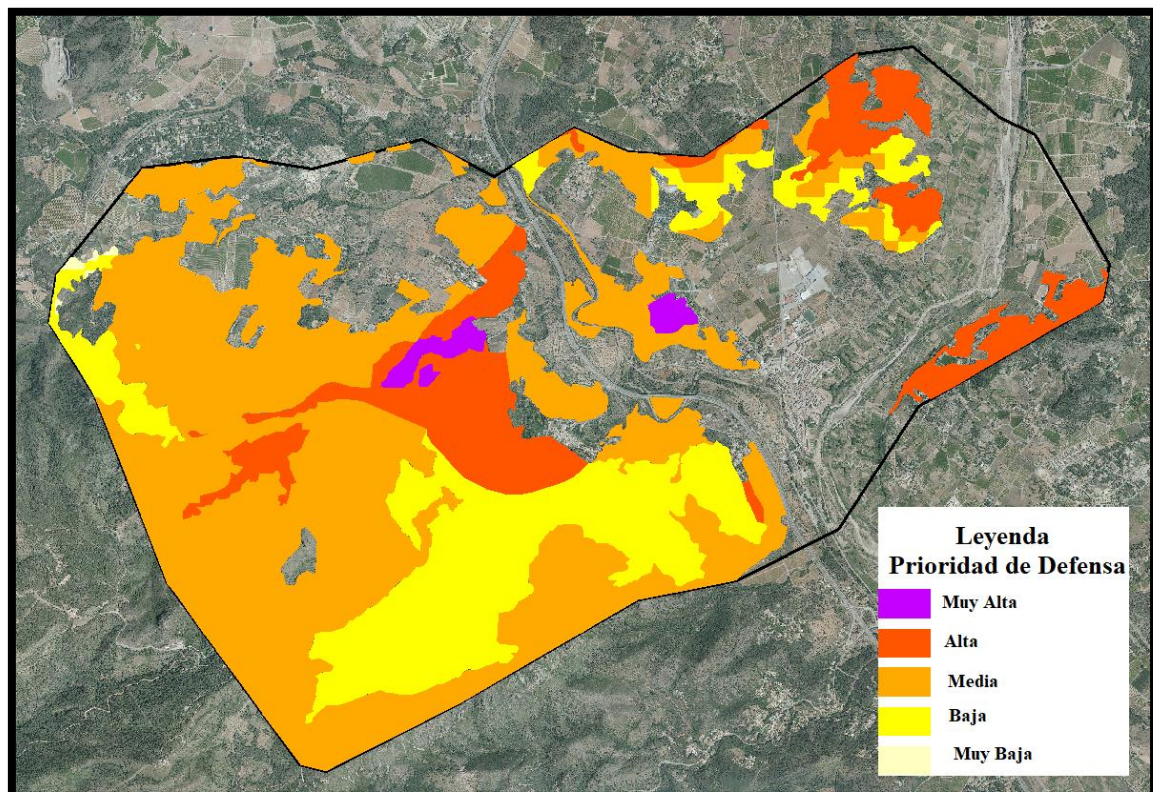 Leyenda
Prioridad de Defensa
Muy Alta
Alta
Media
Baja
Muy Baja